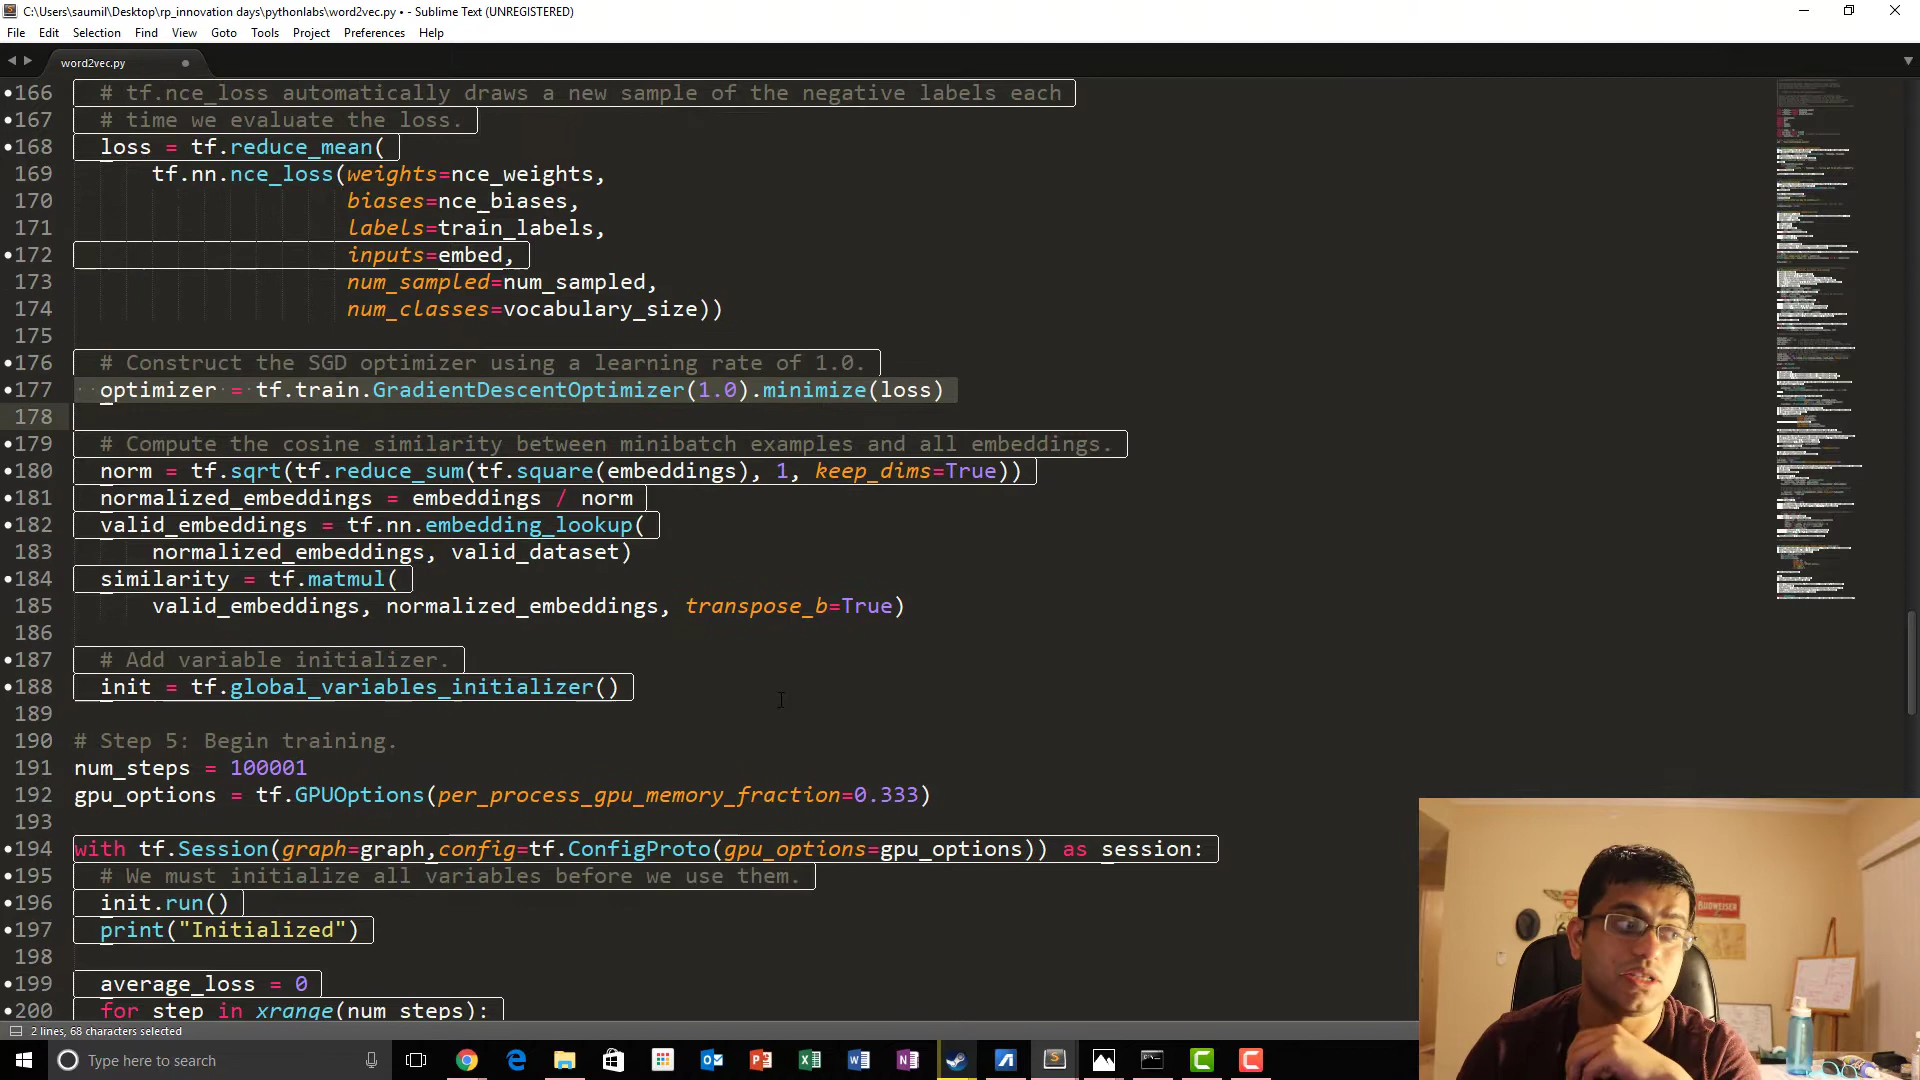 C:\Users\saumil\Desktop\rp_innovation days\pythonlabs\word2vec.py • - Sublime Text (UNREGISTERED)
File Edit Selection Find View Goto Tools Project Preferences Help
word2vec.py
166 # tf.nce_loss automatically draws a new sample of the negative labels each
167 # time we evaluate the loss.
168 loss = tf.reduce_mean(
169 tf.nn.nce_loss(weights=nce_weights,
170 biases=nce_biases,
171 labels=train_labels,
172 inputs=embed,
173 num_sampled=num_sampled,
174 num_classes=vocabulary_size))
175
176 # Construct the SGD optimizer using a learning rate of 1.0.
177 optimizer = tf.train.GradientDescentOptimizer(1.0).minimize(loss)
178
179 # Compute the cosine similarity between minibatch examples and all embeddings.
180 norm = tf.sqrt(tf.reduce_sum(tf.square(embeddings), 1, keep_dims=True))
181 normalized_embeddings = embeddings / norm
182 valid_embeddings = tf.nn.embedding_lookup(
183 normalized_embeddings, valid_dataset)
184 similarity = tf.matmul(
185 valid_embeddings, normalized_embeddings, transpose_b=True)
186
187 # Add variable initializer.
188 init = tf.global_variables_initializer()
189
190 # Step 5: Begin training.
191 num_steps = 100001
192 gpu_options = tf.GPUOptions(per_process_gpu_memory_fraction=0.333)
193
194 with tf.Session(graph=graph,config=tf.ConfigProto(gpu_options=gpu_options)) as session:
195 # We must initialize all variables before we use them.
196 init.run()
197 print("Initialized")
198
199 average_loss = 0
200 for step in xrange(num_steps):
BUDWEISER
2 lines, 68 characters selected
Type here to search